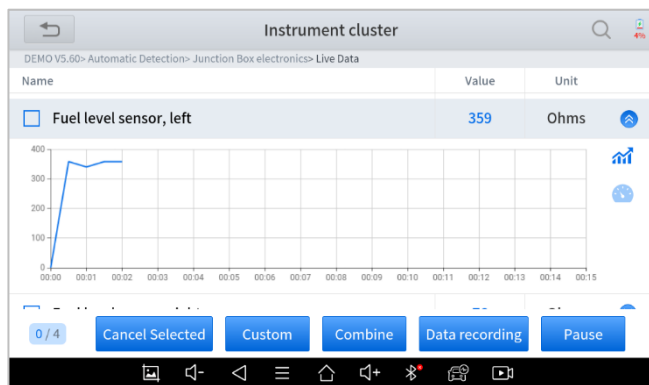 Instrument cluster
4%
DEMO V5.60> Automatic Detection> Junction Box electronics> Live Data
Name Value Unit
Fuel level sensor, left 359 Ohms
400
300
200
100
0
00:00 00:01 00:02 00:03 00:04 00:05 00:06 00:07 00:08 00:09 00:10 00:11 00:12 00:13 00:14 00:15
0 / 4 Cancel Selected Custom Combine Data recording Pause